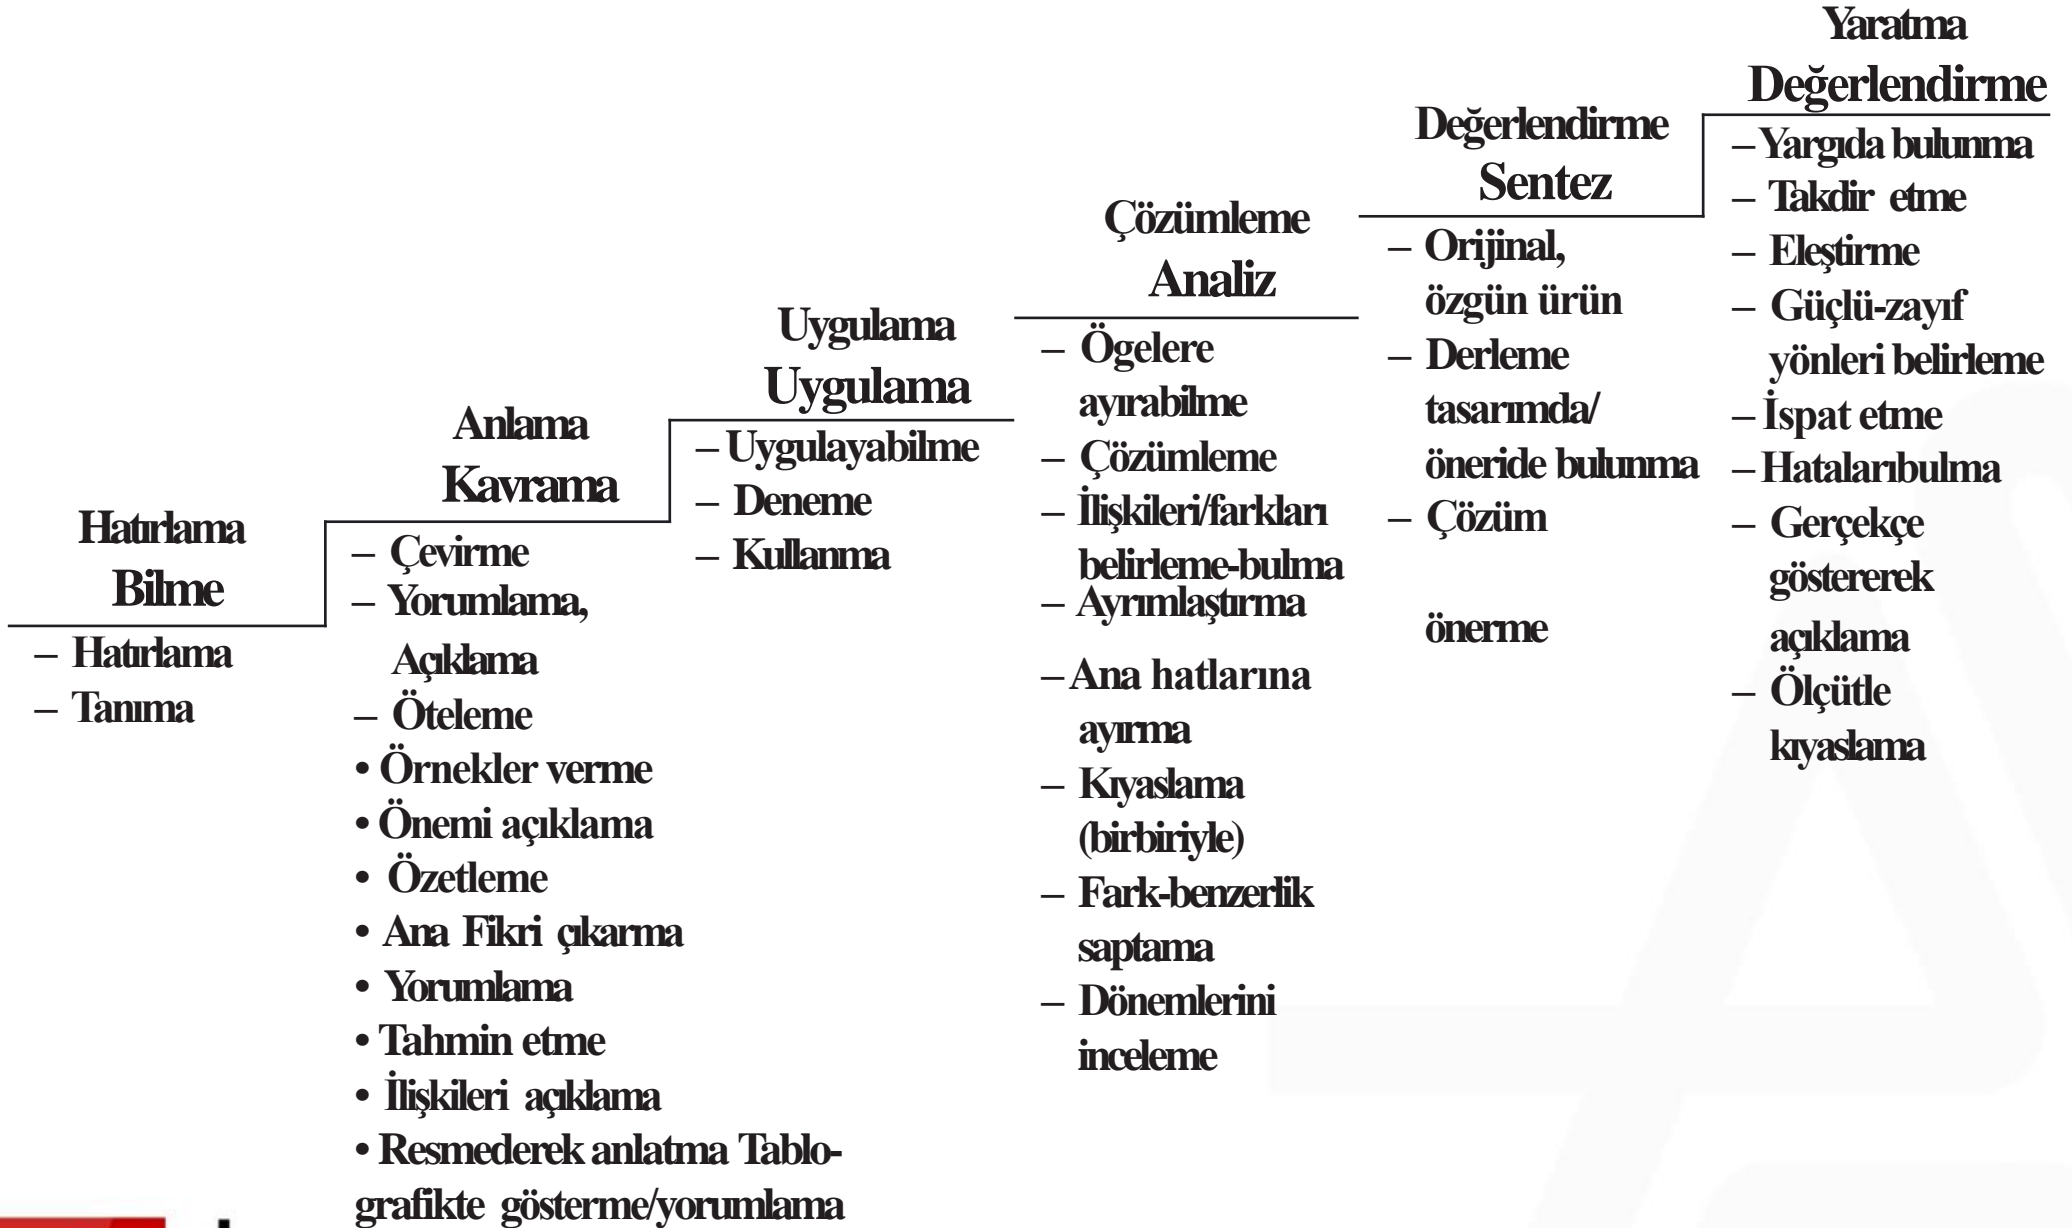 Hatırlama
Bilme
– Hatırlama
– Tanıma
Anlama
Kavrama
– Çevirme
– Yorumlama,
Açıklama
– Öteleme
• Örnekler verme
• Önemi açıklama
• Özetleme
• Ana Fikri çıkarma
• Yorumlama
• Tahmin etme
• İlişkileri açıklama
• Resmederek anlatma Tablo-
grafikte gösterme/yorumlama
Uygulama
Uygulama
– Uygulayabilme
– Deneme
– Kullanma
Çözümleme
Analiz
– Ögelere
ayırabilme
– Çözümleme
– İlişkileri/farkları
belirleme-bulma
– Ayrımlaştırma
– Ana hatlarına
ayırma
– Kıyaslama
(birbiriyle)
– Fark-benzerlik
saptama
– Dönemlerini
inceleme
Değerlendirme
Sentez
– Orijinal,
özgün ürün
– Derleme
tasarımda/
öneride bulunma
– Çözüm
önerme
Yaratma
Değerlendirme
– Yargıda bulunma
– Takdir etme
– Eleştirme
– Güçlü-zayıf
yönleri belirleme
– İspat etme
– Hatalarıbulma
– Gerçekçe
göstererek
açıklama
– Ölçütle
kıyaslama